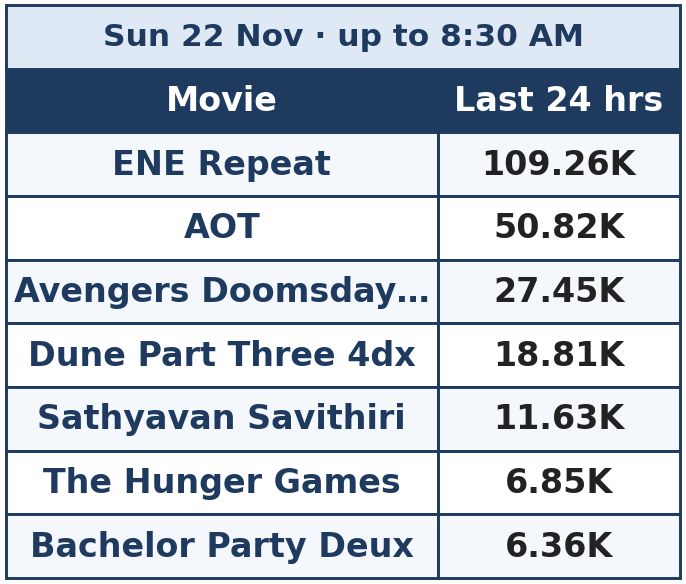 Sun 22 Nov · up to 8:30 AM
Movie Last 24 hrs
ENE Repeat 109.26K
AOT 50.82K
Avengers Doomsday… 27.45K
Dune Part Three 4dx 18.81K
Sathyavan Savithiri 11.63K
The Hunger Games 6.85K
Bachelor Party Deux 6.36K